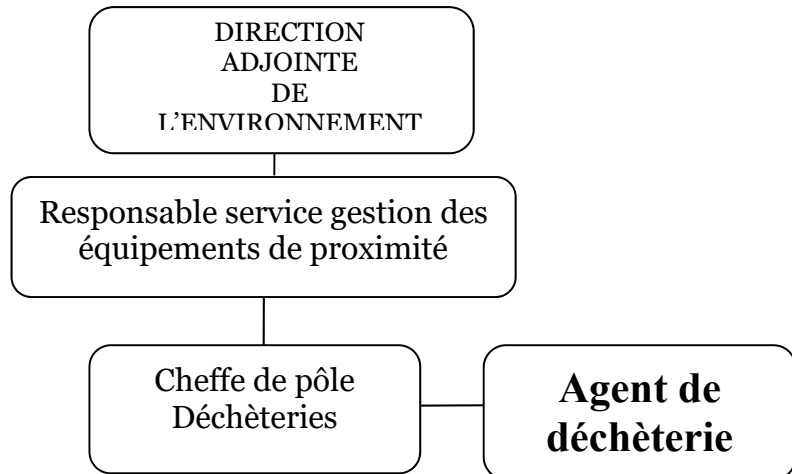 DIRECTION
ADJOINTE
DE
L'ENVIRONNEMENT
Responsable service gestion des
équipements de proximité
Cheffe de pôle
Déchèteries
Agent de
déchèterie